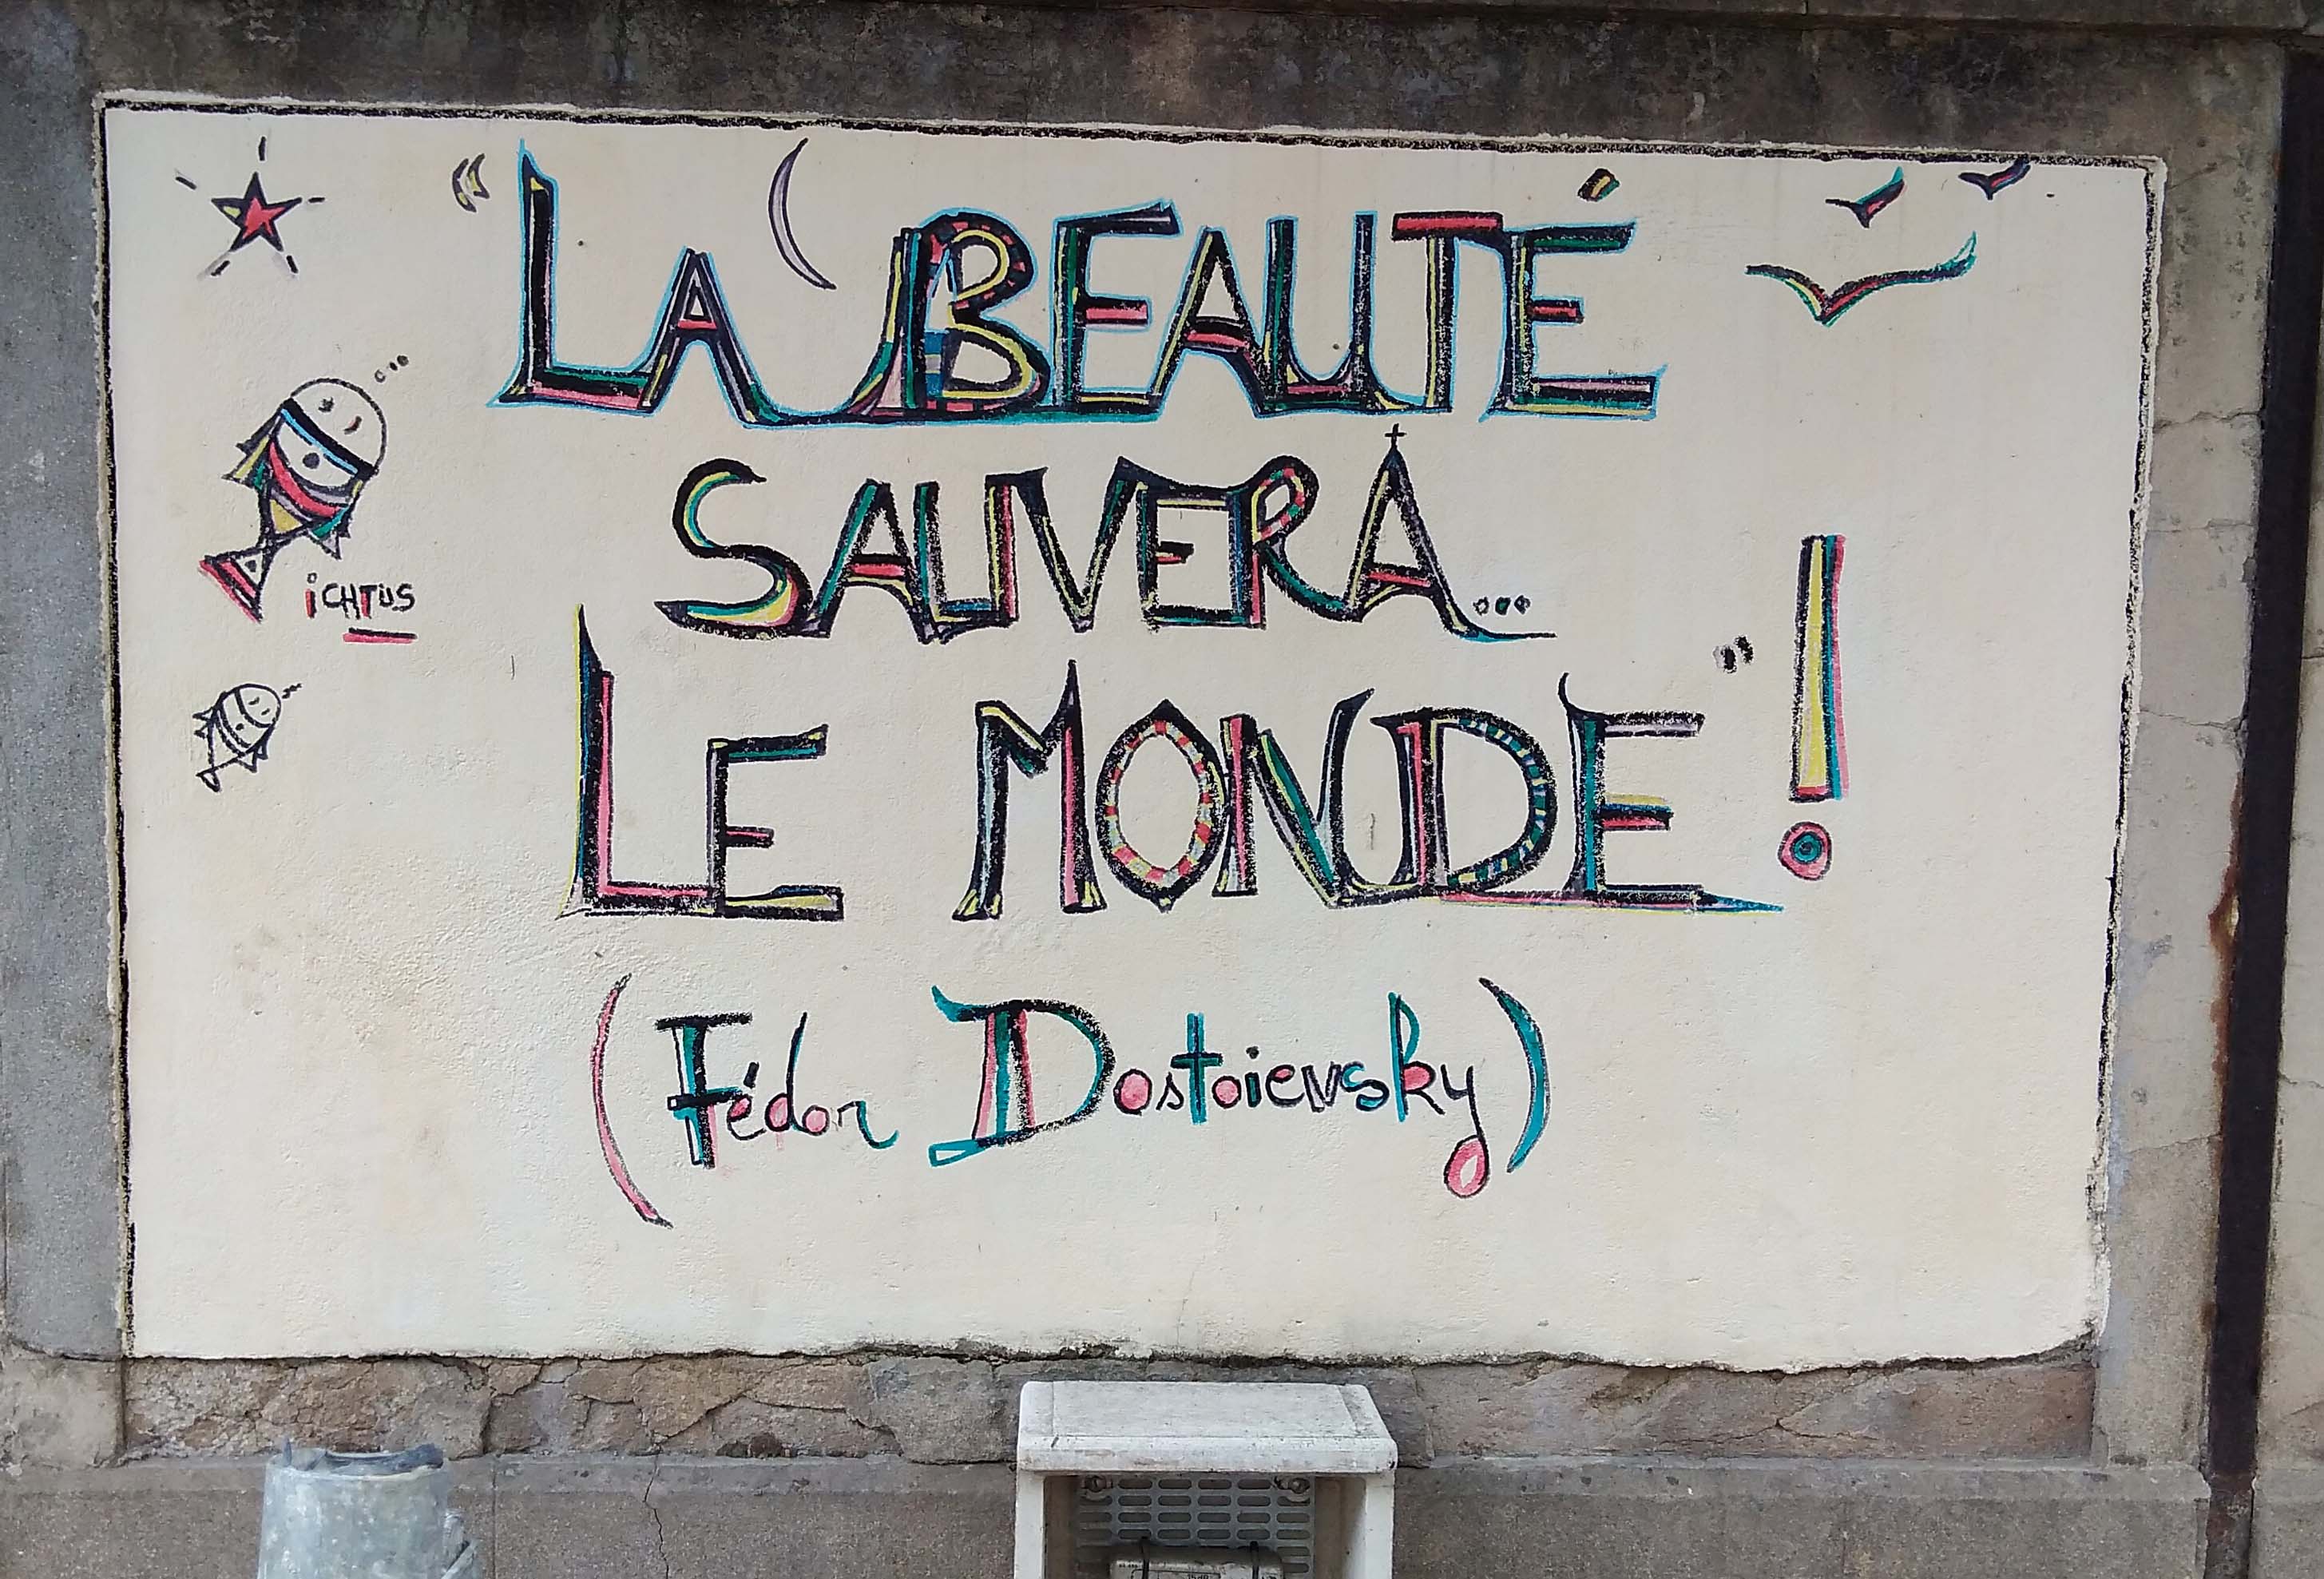 “LA BEAUTÉ
SAUVERA...
LE MONDE”!
(Fédor Dostoievsky)
iCHTUS